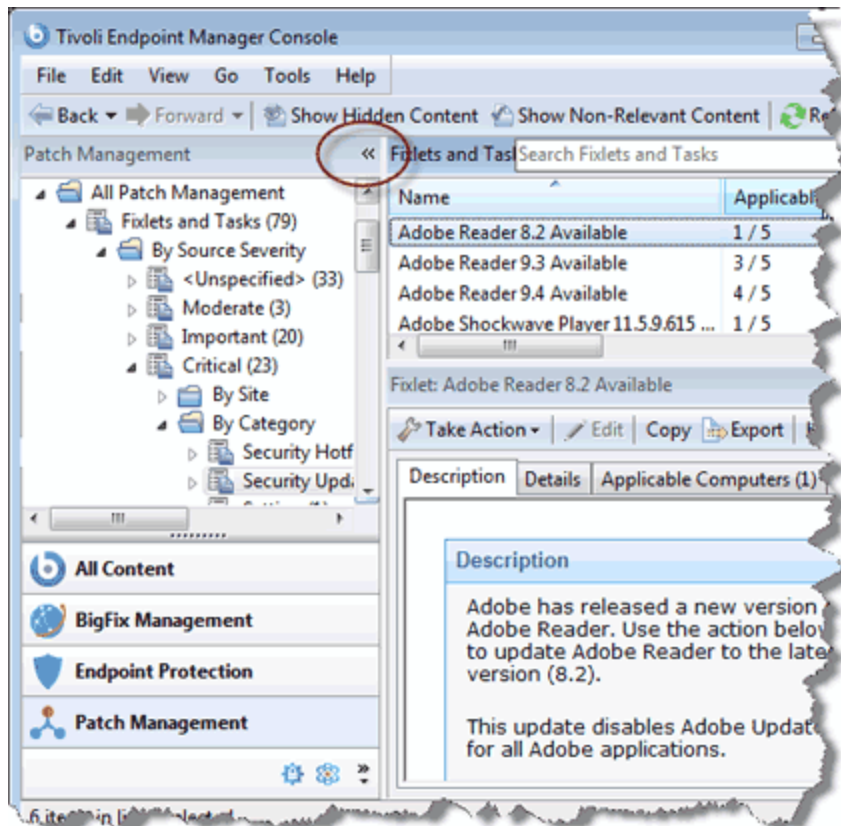 Tivoli Endpoint Manager Console
File Edit View Go Tools Help
Back Forward Show Hidden Content Show Non-Relevant Content
Patch Management «
Fixlets and Search Fixlets and Tasks
All Patch Management
Fixlets and Tasks (79)
By Source Severity
<Unspecified> (33)
Moderate (3)
Important (20)
Critical (23)
By Site
By Category
Security Hotf
Security Upd
Name
Adobe Reader 8.2 Available 1 / 5
Adobe Reader 9.3 Available 3 / 5
Adobe Reader 9.4 Available 4 / 5
Adobe Shockwave Player 11.5.9.615 ... 1 / 5
Fixlet: Adobe Reader 8.2 Available
Take Action Edit Copy Export
Description Details Applicable Computers (1)
Description
Adobe has released a new version
Adobe Reader. Use the action below
to update Adobe Reader to the late
version (8.2).
This update disables Adobe Updat
for all Adobe applications.
All Content
BigFix Management
Endpoint Protection
Patch Management
»